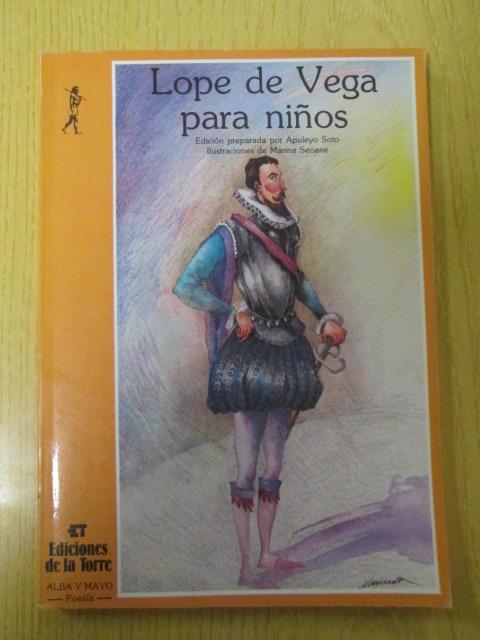 Lope de Vega
para niños
Edición preparada por Apuleyo Soto
Ilustraciones de Marina Seoane
ET
Ediciones
de la Torre
ALBA Y MAYO
Poesía